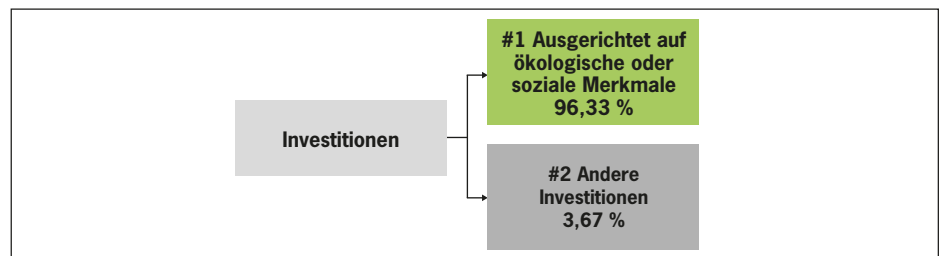 #1 Ausgerichtet auf
ökologische oder
soziale Merkmale
96,33 %
Investitionen
#2 Andere
Investitionen
3,67 %